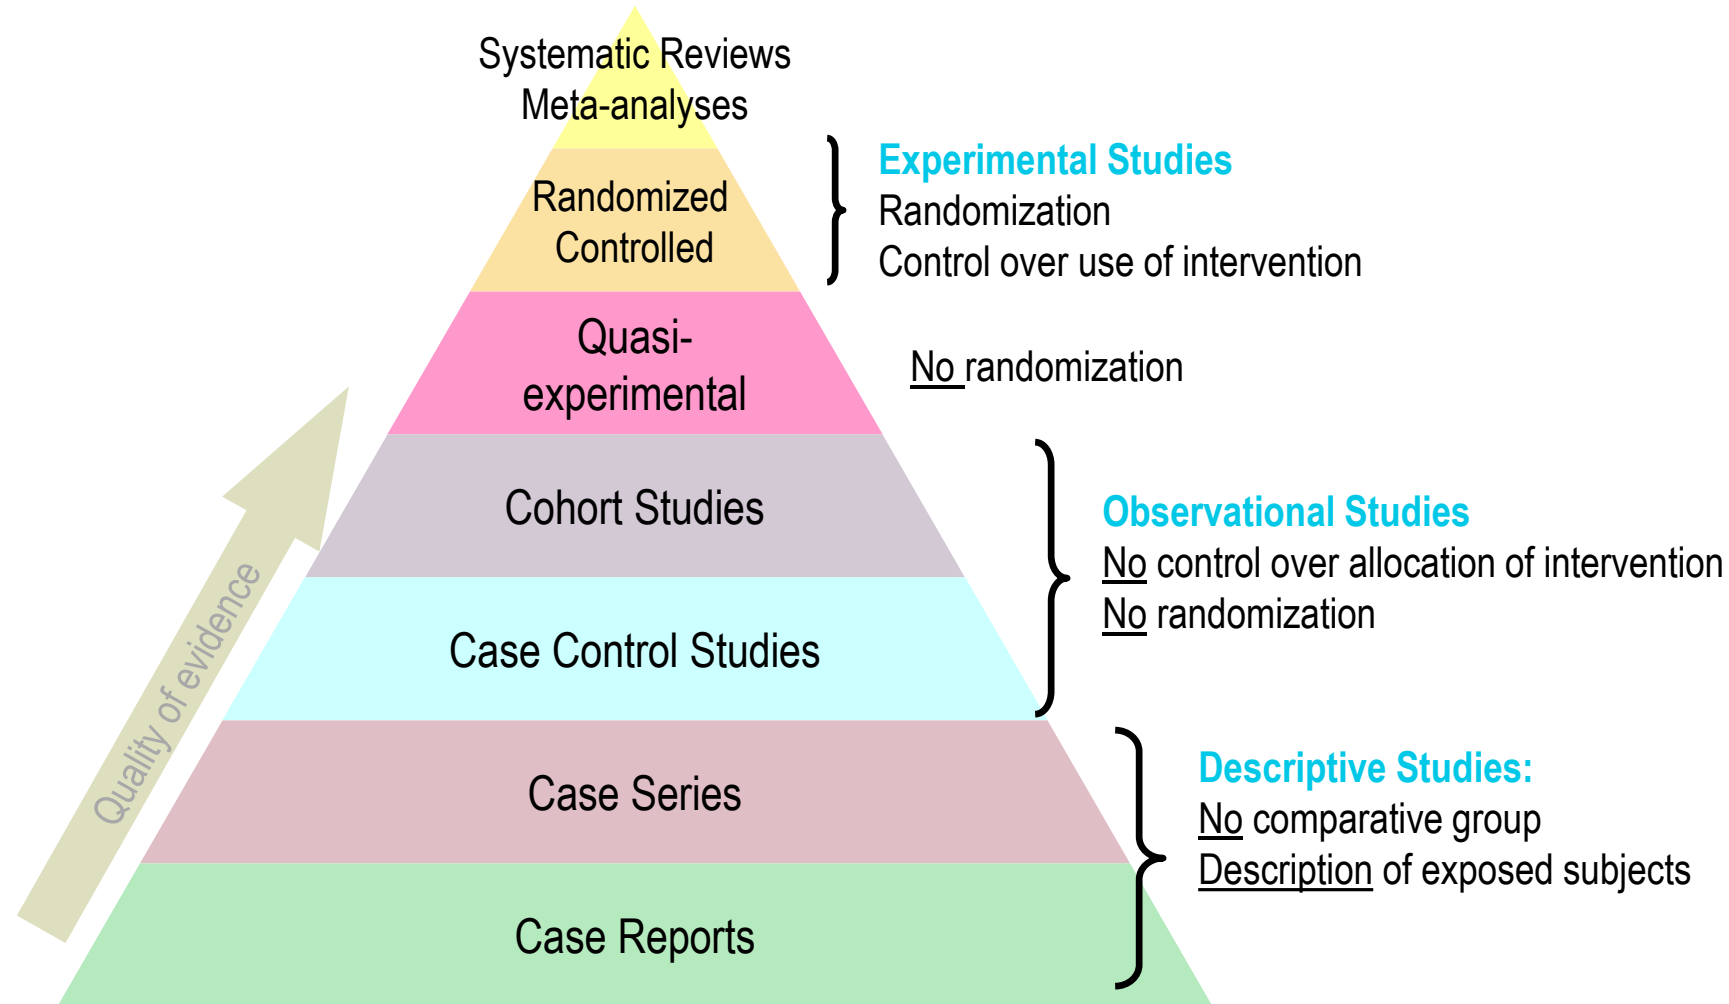 Systematic Reviews
Meta-analyses
Randomized
Controlled
Experimental Studies
Randomization
Control over use of intervention
Quasi-
experimental
No randomization
Cohort Studies
Case Control Studies
Observational Studies
No control over allocation of intervention
No randomization
Quality of evidence
Case Series
Case Reports
Descriptive Studies:
No comparative group
Description of exposed subjects